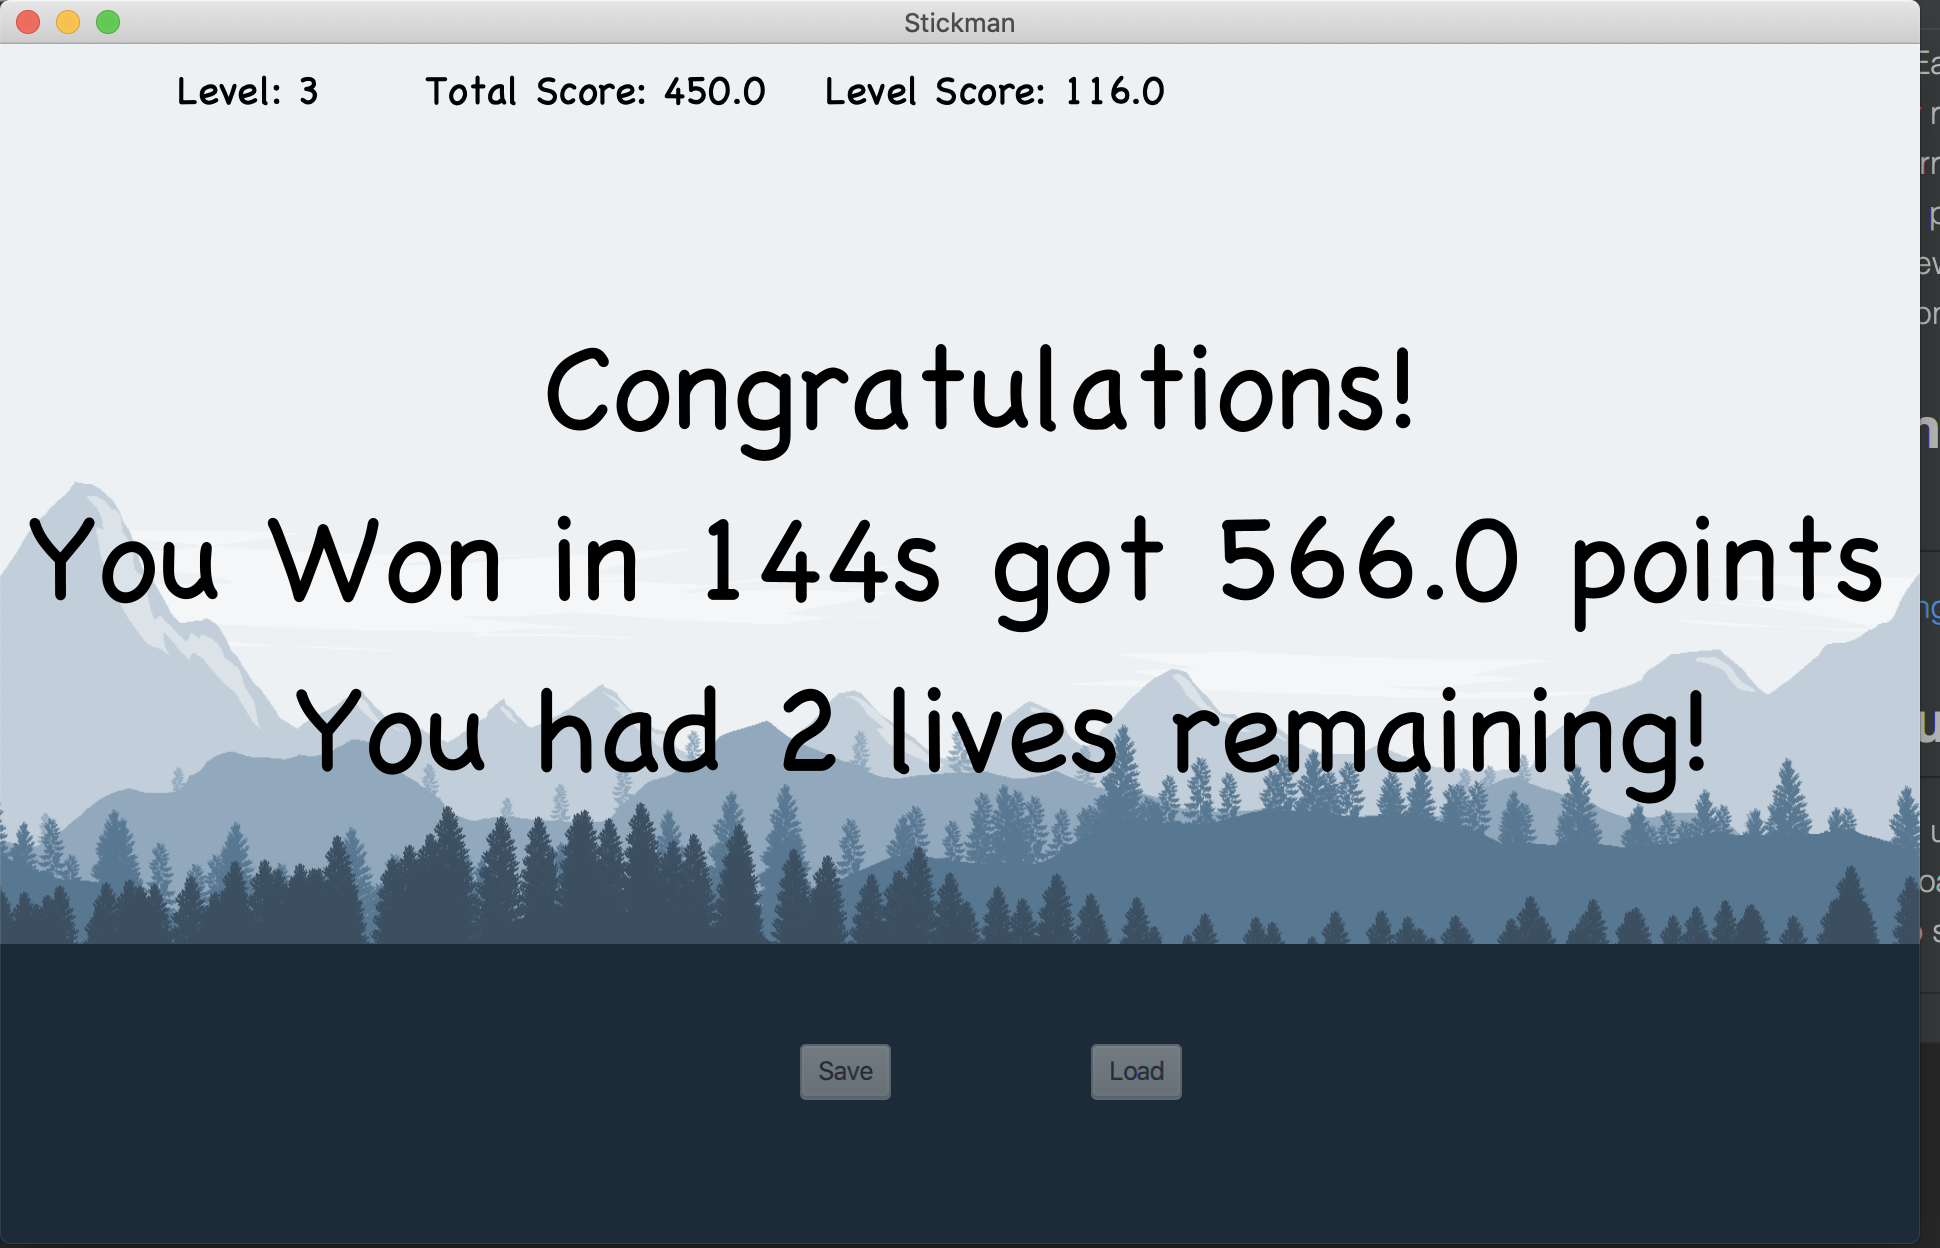 Stickman
Level: 3 Total Score: 450.0 Level Score: 116.0
Congratulations!
You Won in 144s got 566.0 points
You had 2 lives remaining!
Save Load